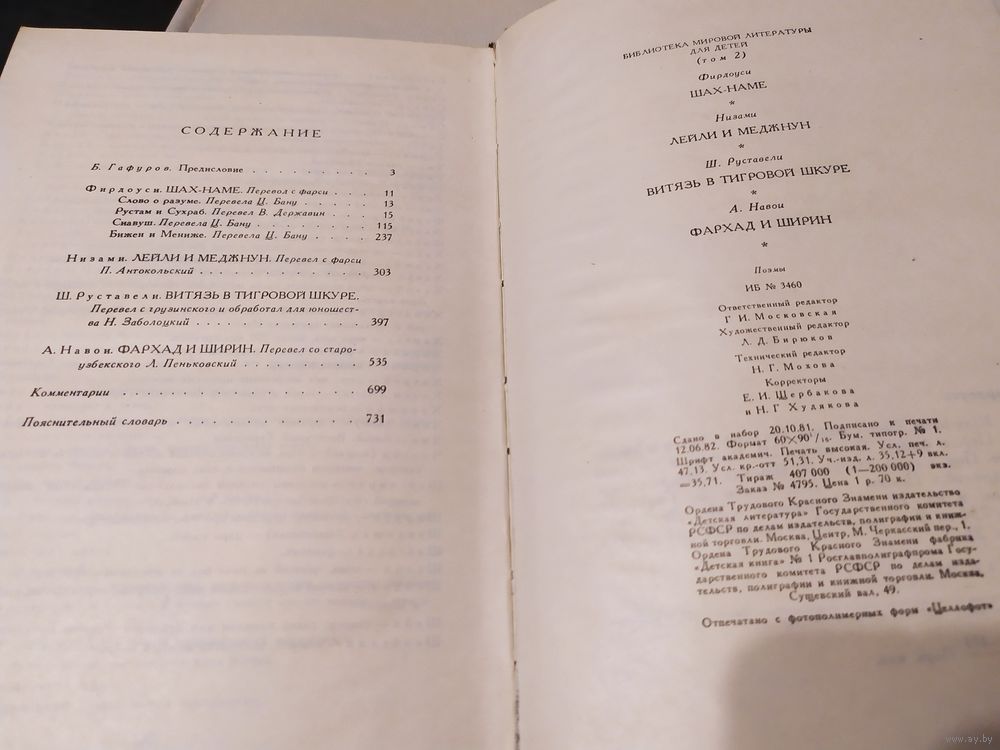 СОДЕРЖАНИЕ
Б. Гафуров. Предисловие . . . . . . . . . . 3
Фирдоуси. ШАХ-НАМЕ. Перевод с фарси . . . 11
Слово о разуме. Перевела Ц. Бану . . . . . 13
Рустам и Сухраб. Перевел В. Державин . . . 15
Сиавуш. Перевела Ц. Бану . . . . . . . . 115
Бижен и Мениже. Перевела Ц. Бану . . . . 237
Низами. ЛЕЙЛИ И МЕДЖНУН. Перевел с фарси
П. Антокольский . . . . . . . . . . . . 303
Ш. Руставели. ВИТЯЗЬ В ТИГРОВОЙ ШКУРЕ.
Перевел с грузинского и обработал для юношест-
ва Н. Заболоцкий . . . . . . . . . . . . 397
А. Навои. ФАРХАД И ШИРИН. Перевел со старо-
узбекского Л. Пеньковский . . . . . . . . 535
Комментарии . . . . . . . . . . . . . 699
Пояснительный словарь . . . . . . . . . . . . 731
БИБЛИОТЕКА МИРОВОЙ ЛИТЕРАТУРЫ
ДЛЯ ДЕТЕЙ
(том 2)
Фирдоуси
ШАХ-НАМЕ
*
Низами
ЛЕЙЛИ И МЕДЖНУН
*
Ш. Руставели
ВИТЯЗЬ В ТИГРОВОЙ ШКУРЕ
*
А. Навои
ФАРХАД И ШИРИН
*
Поэмы
ИБ № 3460
Ответственный редактор
Г. И. Московская
Художественный редактор
Л. Д. Бирюков
Технический редактор
Н. Г. Мохова
Корректоры
Е. И. Щербакова
и Н. Г. Худякова
Сдано в набор 20.10.81. Подписано к печати
12.06.82. Формат 60×90¹/₁₆. Бум. типогр. № 1.
Шрифт академич. Печать высокая. Усл. печ. л.
47,13. Усл. кр.-отт 51,31. Уч.-изд. л. 35,12+9 вкл.
=35,71. Тираж 407 000 (1—200 000) экз.
Заказ № 4795. Цена 1 р. 70 к.
Ордена Трудового Красного Знамени издательство
«Детская литература» Государственного комитета
РСФСР по делам издательств, полиграфии и книж-
ной торговли. Москва, Центр, М. Черкасский пер., 1.
Ордена Трудового Красного Знамени фабрика
«Детская книга» № 1 Росглавполиграфпрома Госу-
дарственного комитета РСФСР по делам изда-
тельств, полиграфии и книжной торговли. Москва,
Сущевский вал, 49.
Отпечатано с фотополимерных форм «Целлофот»
www.ay.by